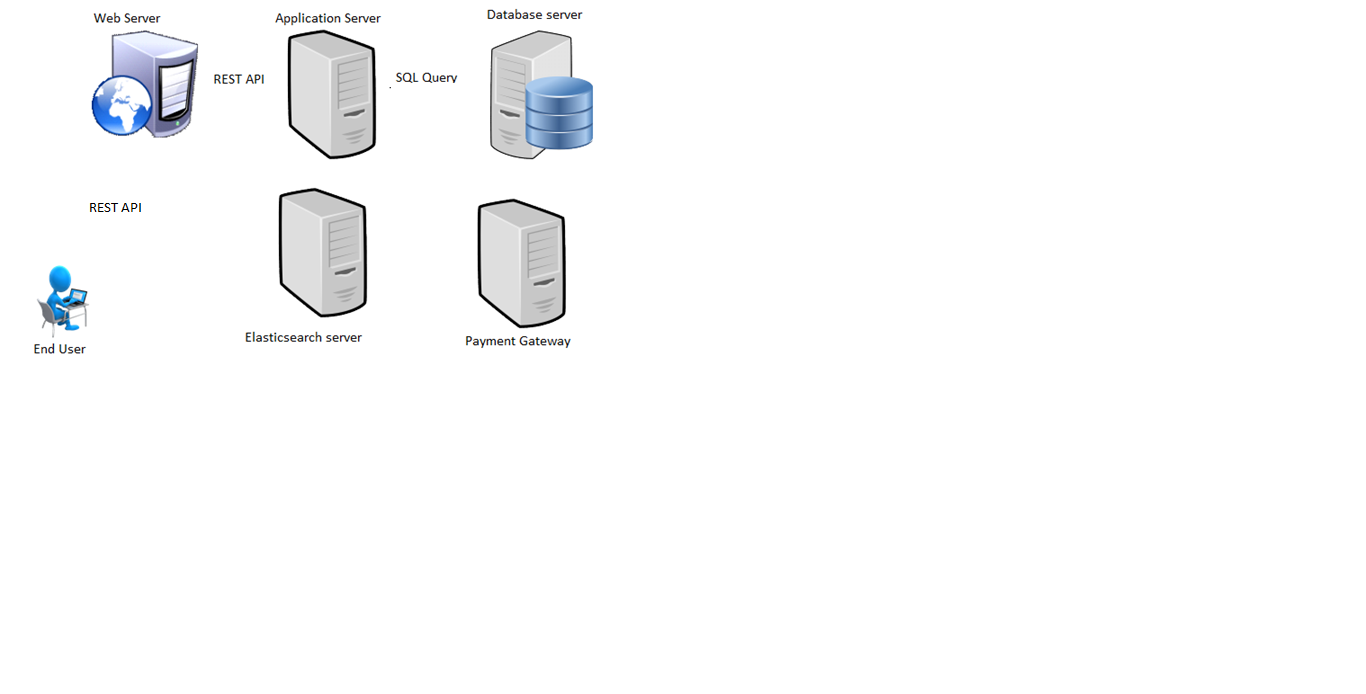 Web Server
Application Server
Database server
REST API
SQL Query
REST API
End User
Elasticsearch server
Payment Gateway